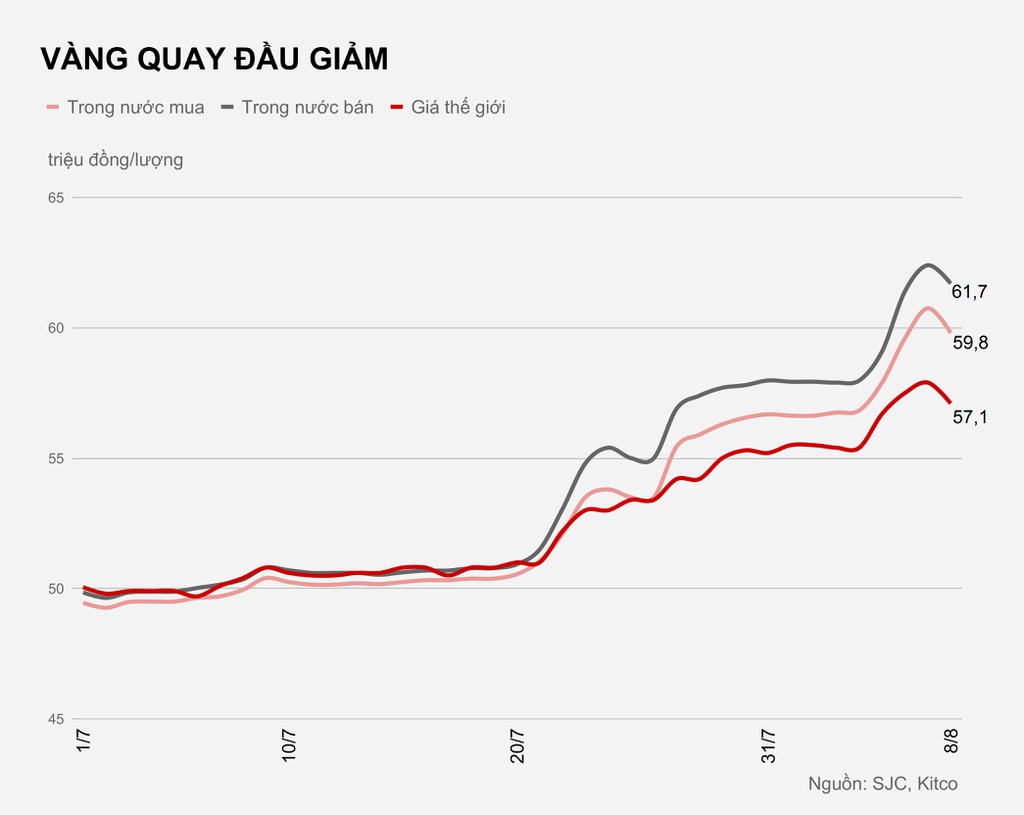 VÀNG QUAY ĐẦU GIẢM
Trong nước mua Trong nước bán Giá thế giới
triệu đồng/lượng
65
61,7
60
59,8
57,1
55
50
45
1/7 10/7 20/7 31/7 8/8
Nguồn: SJC, Kitco